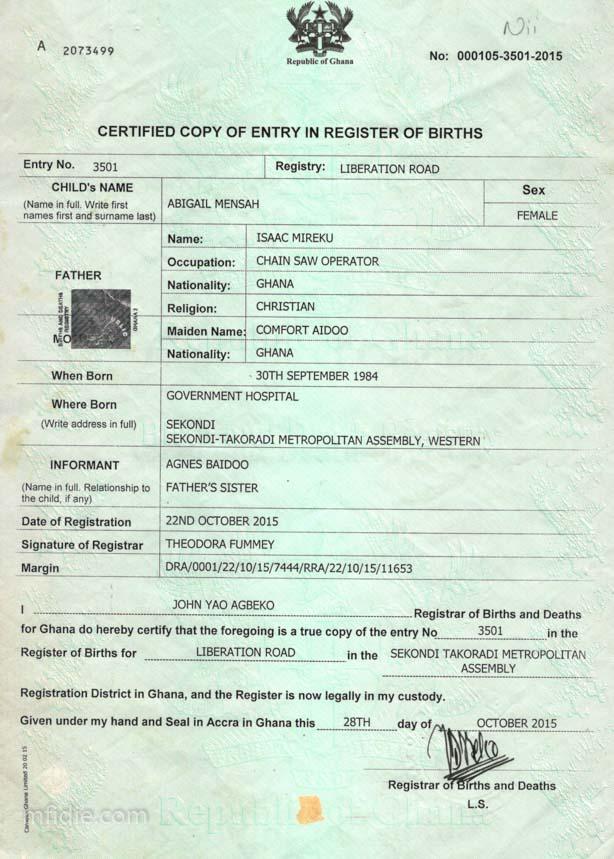 Nii
A 2073499
Republic of Ghana
No: 000105-3501-2015
CERTIFIED COPY OF ENTRY IN REGISTER OF BIRTHS
Entry No. 3501 Registry: LIBERATION ROAD
CHILD's NAME
(Name in full. Write first
names first and surname last)
ABIGAIL MENSAH
Sex
FEMALE
FATHER
Name: ISAAC MIREKU
Occupation: CHAIN SAW OPERATOR
Nationality: GHANA
Religion: CHRISTIAN
BIRTHS AND DEATHS
REGISTRY
Maiden Name: COMFORT AIDOO
Nationality: GHANA
When Born 30TH SEPTEMBER 1984
Where Born
(Write address in full)
GOVERNMENT HOSPITAL
SEKONDI
SEKONDI-TAKORADI METROPOLITAN ASSEMBLY, WESTERN
INFORMANT
(Name in full. Relationship to
the child, if any)
AGNES BAIDOO
FATHER'S SISTER
Date of Registration 22ND OCTOBER 2015
Signature of Registrar THEODORA FUMMEY
Margin DRA/0001/22/10/15/7444/RRA/22/10/15/11653
I JOHN YAO AGBEKO Registrar of Births and Deaths
for Ghana do hereby certify that the foregoing is a true copy of the entry No 3501 in the
Register of Births for LIBERATION ROAD in the SEKONDI TAKORADI METROPOLITAN
ASSEMBLY
Registration District in Ghana, and the Register is now legally in my custody.
Given under my hand and Seal in Accra in Ghana this 28TH day of OCTOBER 2015
Registrar of Births and Deaths
L.S.
Ghana Limited 20 02 15
mfidie.com
Republic of Ghana